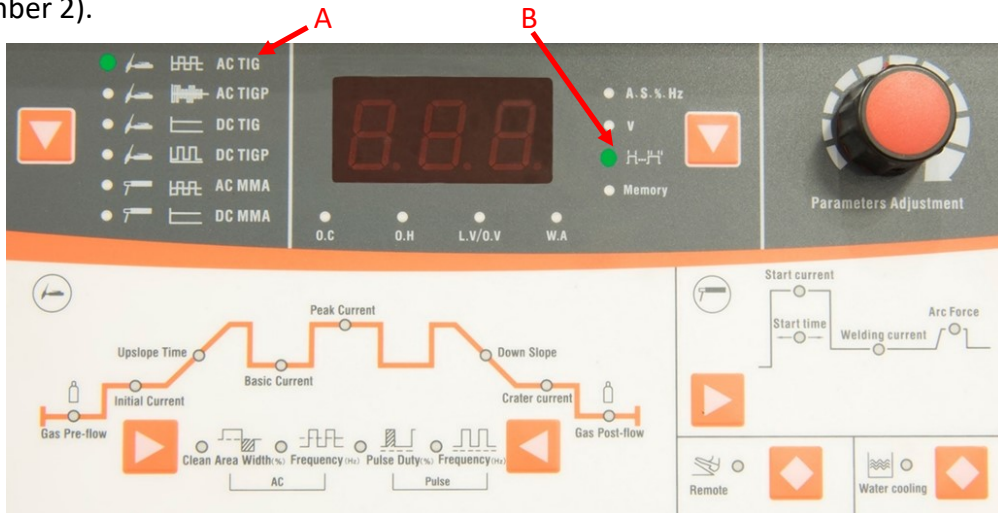 mber 2).
A
B
AC TIG
AC TIGP
DC TIG
DC TIGP
AC MMA
DC MMA
8.8.8.
A.S.%.Hz
V
Memory
O.C
O.H
L.V/O.V
W.A
Parameters Adjustment
Peak Current
Upslope Time
Basic Current
Down Slope
Initial Current
Crater current
Gas Pre-flow
Gas Post-flow
Clean Area Width(%) Frequency(Hz) Pulse Duty(%) Frequency(Hz)
AC
Pulse
Start current
Start time
Welding current
Arc Force
Remote
Water cooling